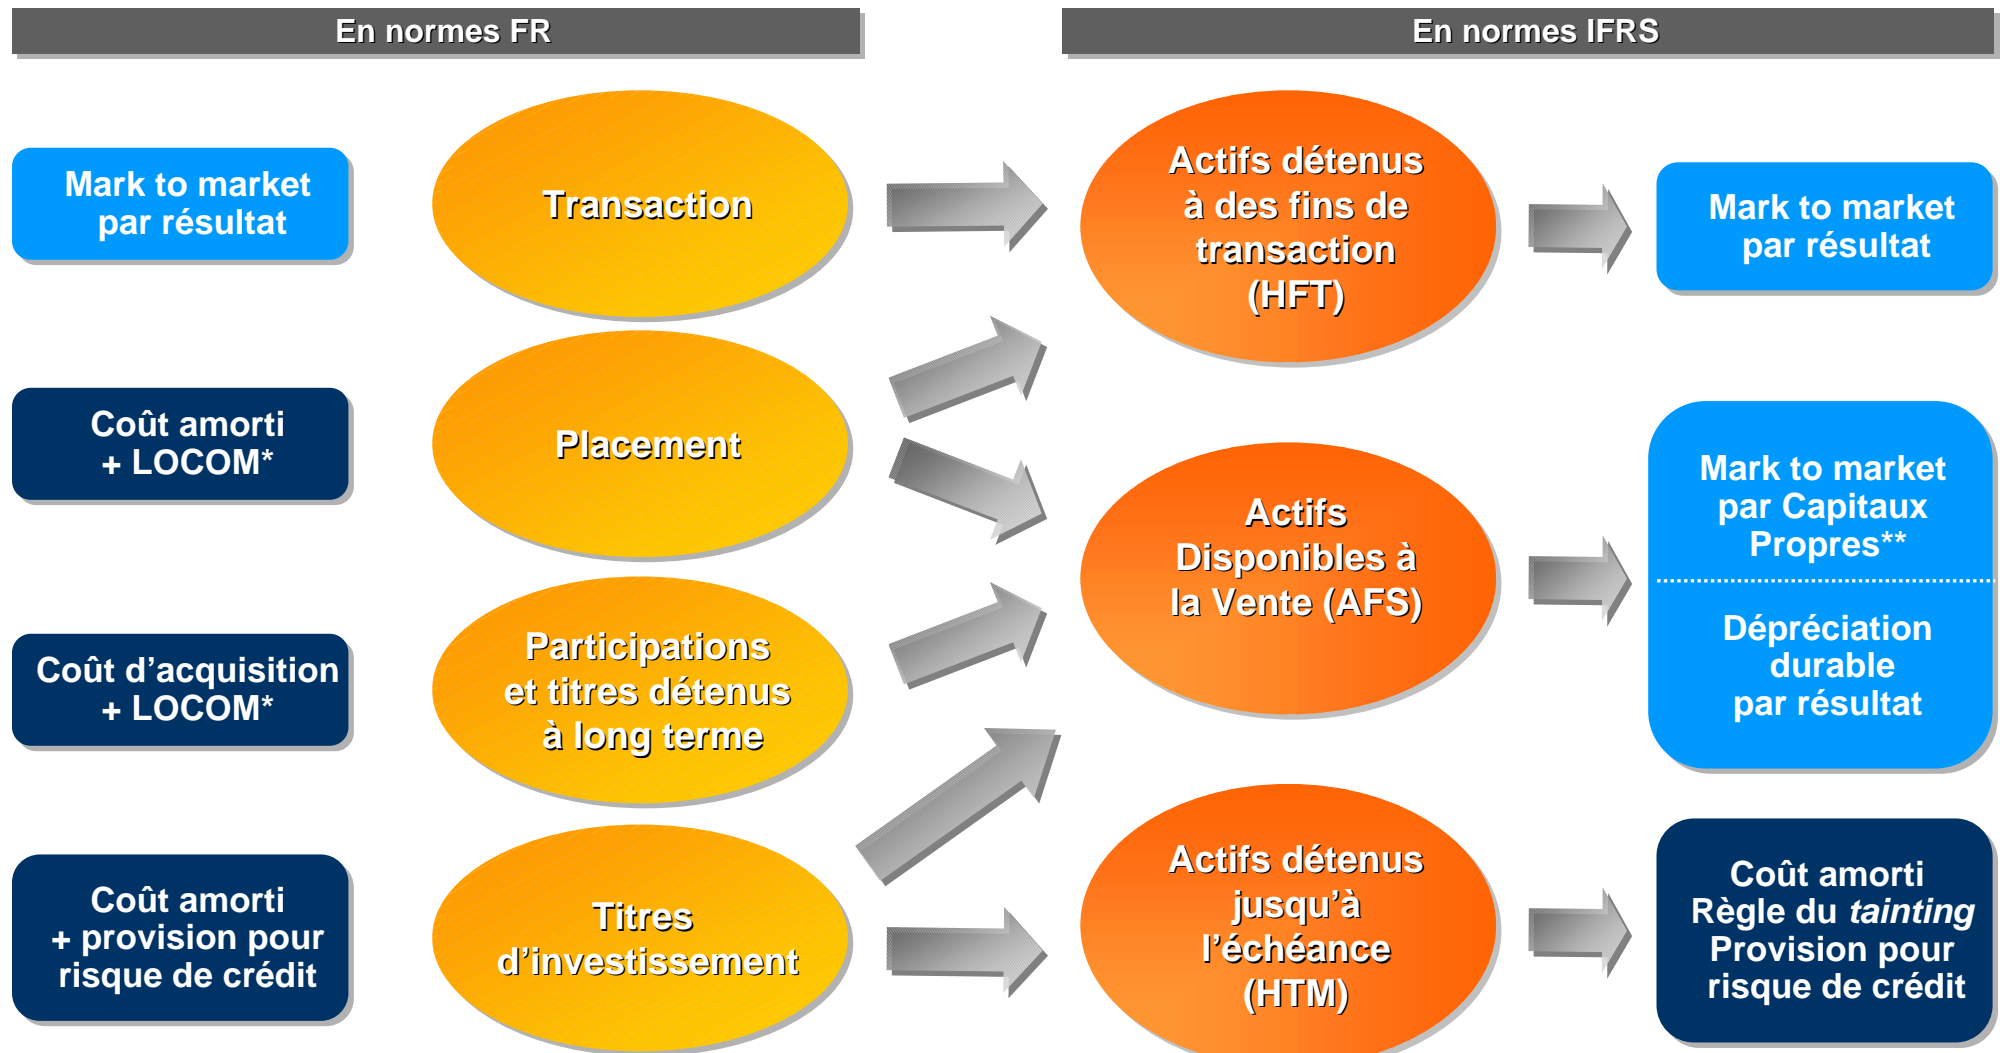 En normes FR
En normes IFRS
Mark to market
par résultat
Transaction
Actifs détenus
à des fins de
transaction
(HFT)
Mark to market
par résultat
Coût amorti
+ LOCOM*
Placement
Actifs
Disponibles à
la Vente (AFS)
Mark to market
par Capitaux
Propres**
Dépréciation
durable
par résultat
Coût d’acquisition
+ LOCOM*
Participations
et titres détenus
à long terme
Coût amorti
+ provision pour
risque de crédit
Titres
d’investissement
Actifs détenus
jusqu’à
l’échéance
(HTM)
Coût amorti
Règle du tainting
Provision pour
risque de crédit